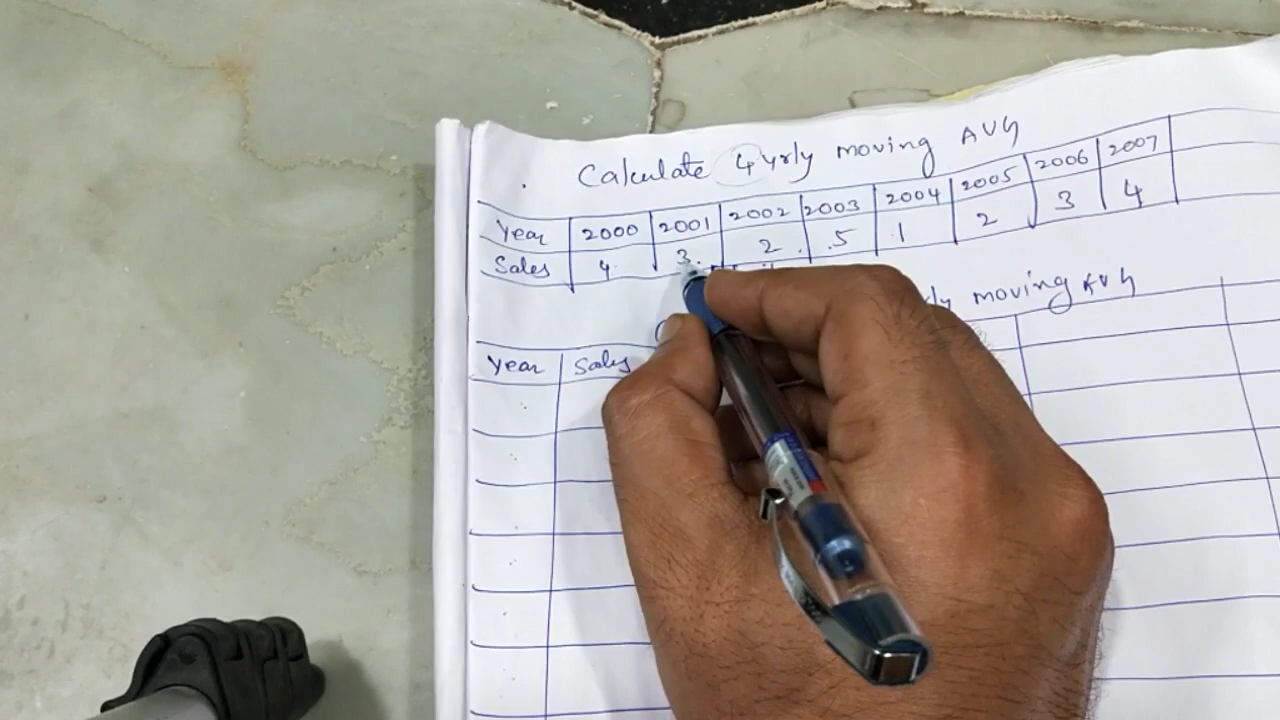 Calculate 4 yrly moving AVG
Year 2000 2001 2002 2003 2004 2005 2006 2007
Sales 4 3 2 5 1 2 3 4
moving AVG
Year Sales